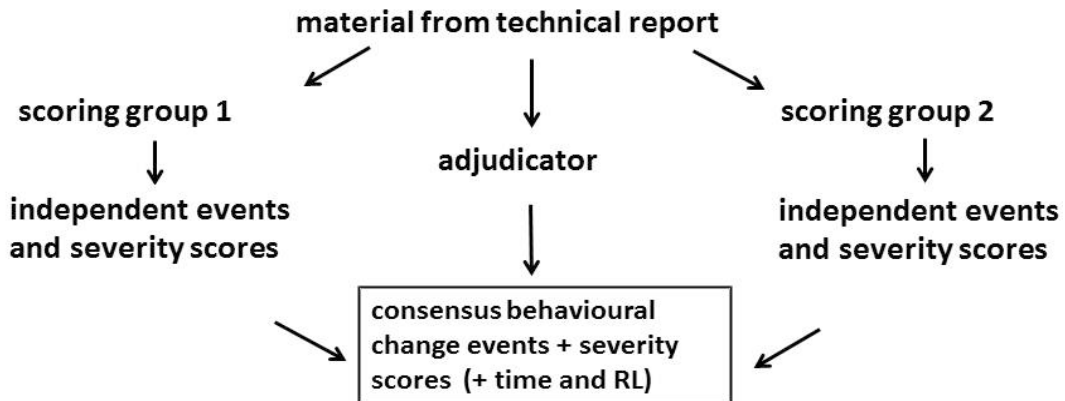 material from technical report
scoring group 1
scoring group 2
adjudicator
independent events
and severity scores
independent events
and severity scores
consensus behavioural
change events + severity
scores (+ time and RL)